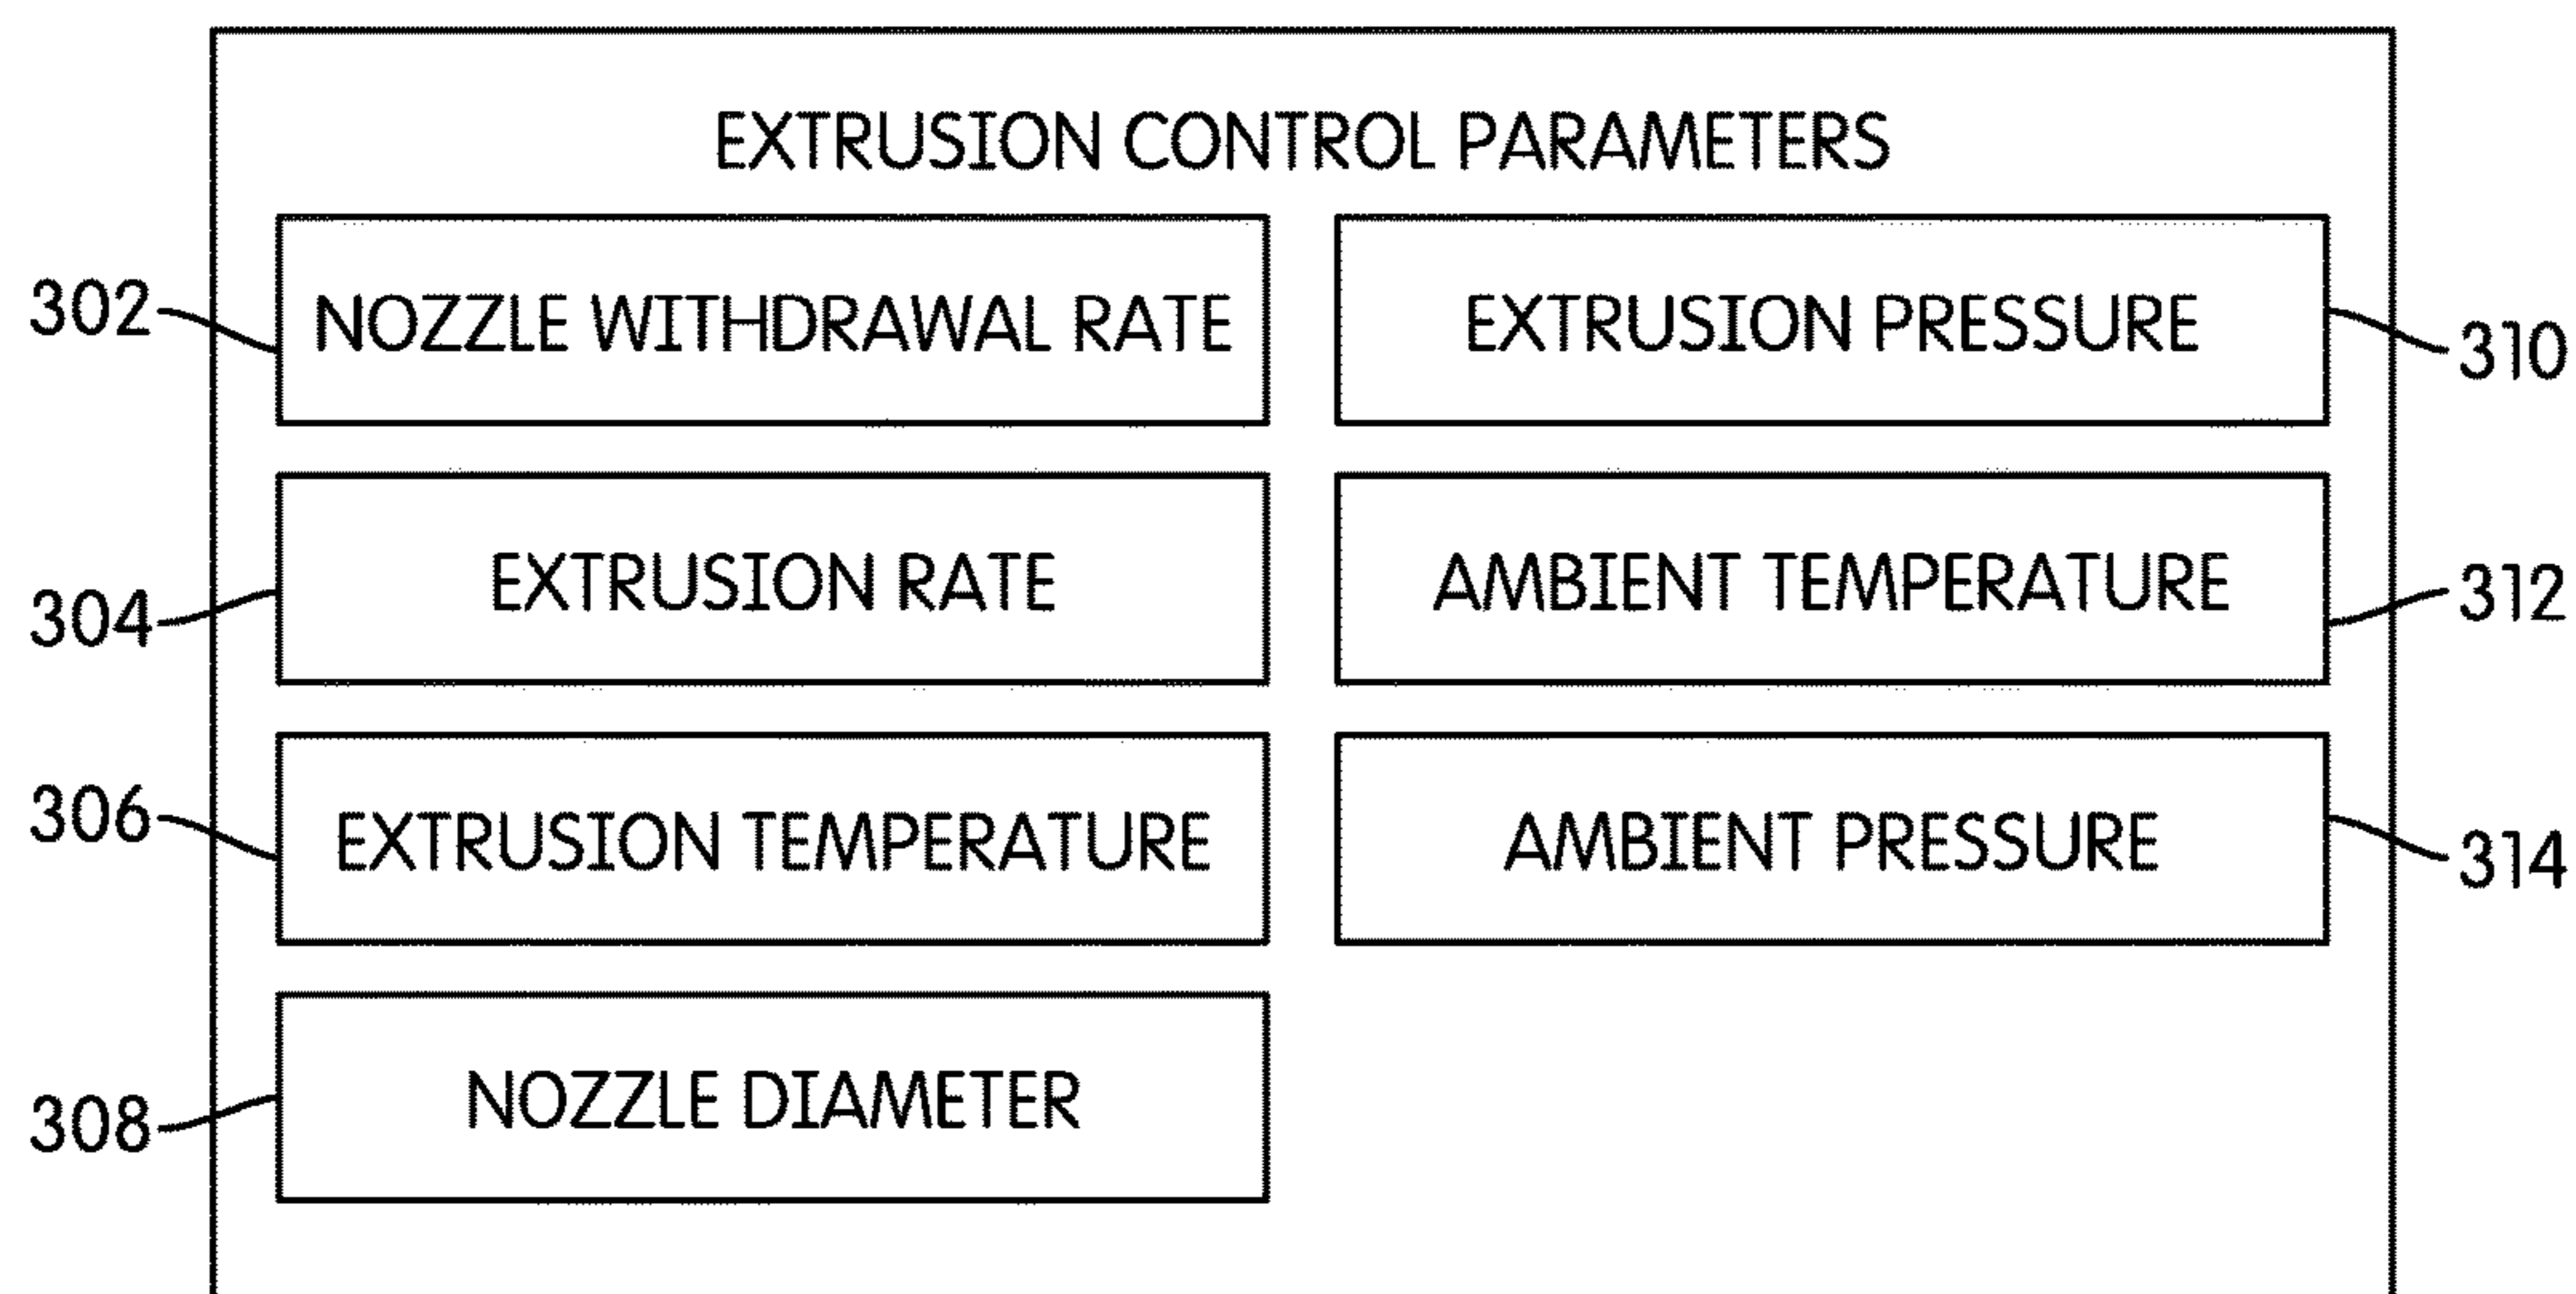 EXTRUSION CONTROL PARAMETERS
302
NOZZLE WITHDRAWAL RATE
EXTRUSION PRESSURE
310
304
EXTRUSION RATE
AMBIENT TEMPERATURE
312
306
EXTRUSION TEMPERATURE
AMBIENT PRESSURE
314
308
NOZZLE DIAMETER